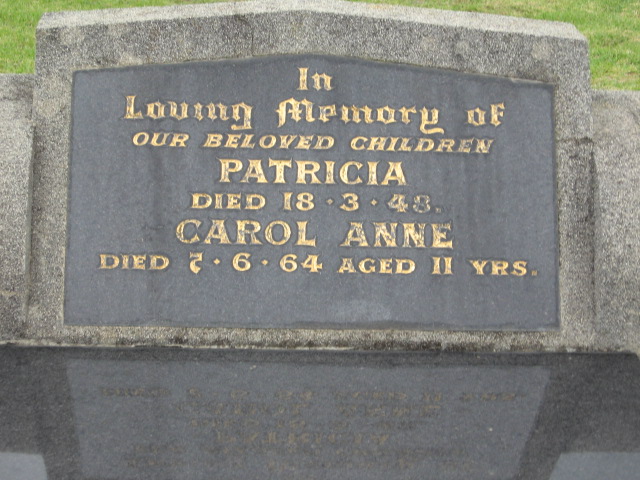 In
Loving Memory of
OUR BELOVED CHILDREN
PATRICIA
DIED 18·3·48.
CAROL ANNE
DIED 7·6·64 AGED 11 YRS.